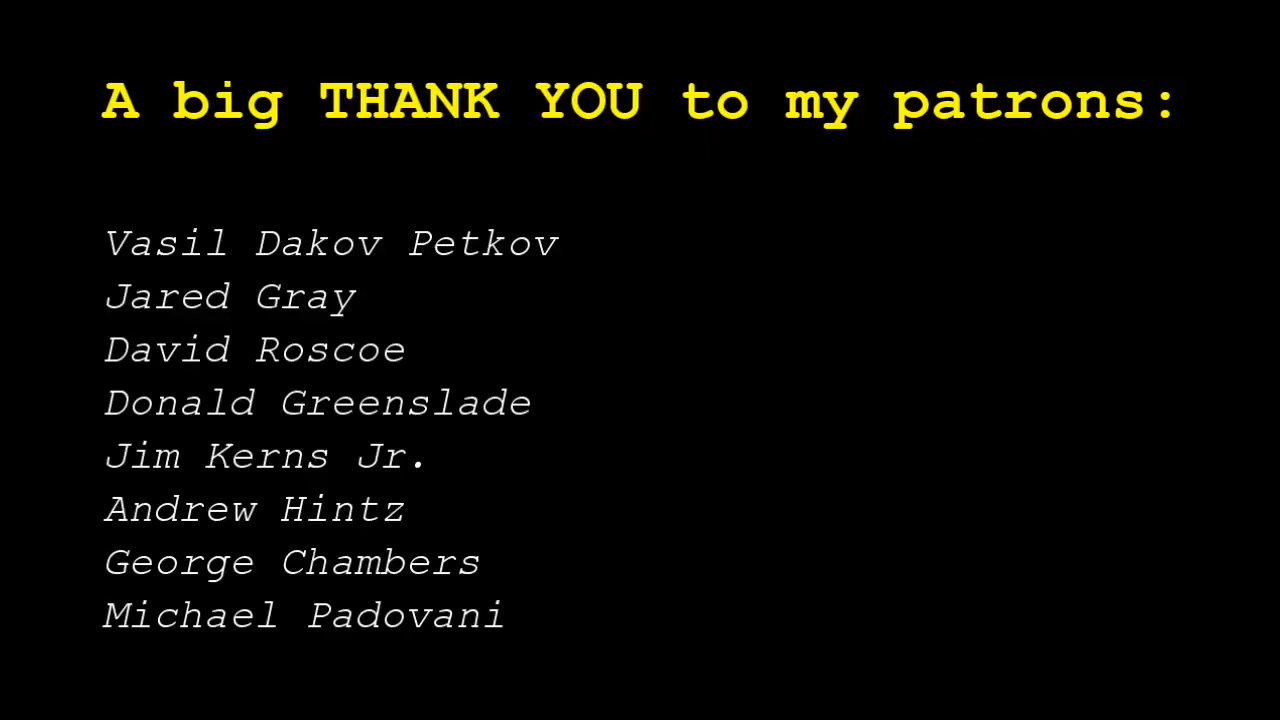 A big THANK YOU to my patrons:
Vasil Dakov Petkov
Jared Gray
David Roscoe
Donald Greenslade
Jim Kerns Jr.
Andrew Hintz
George Chambers
Michael Padovani